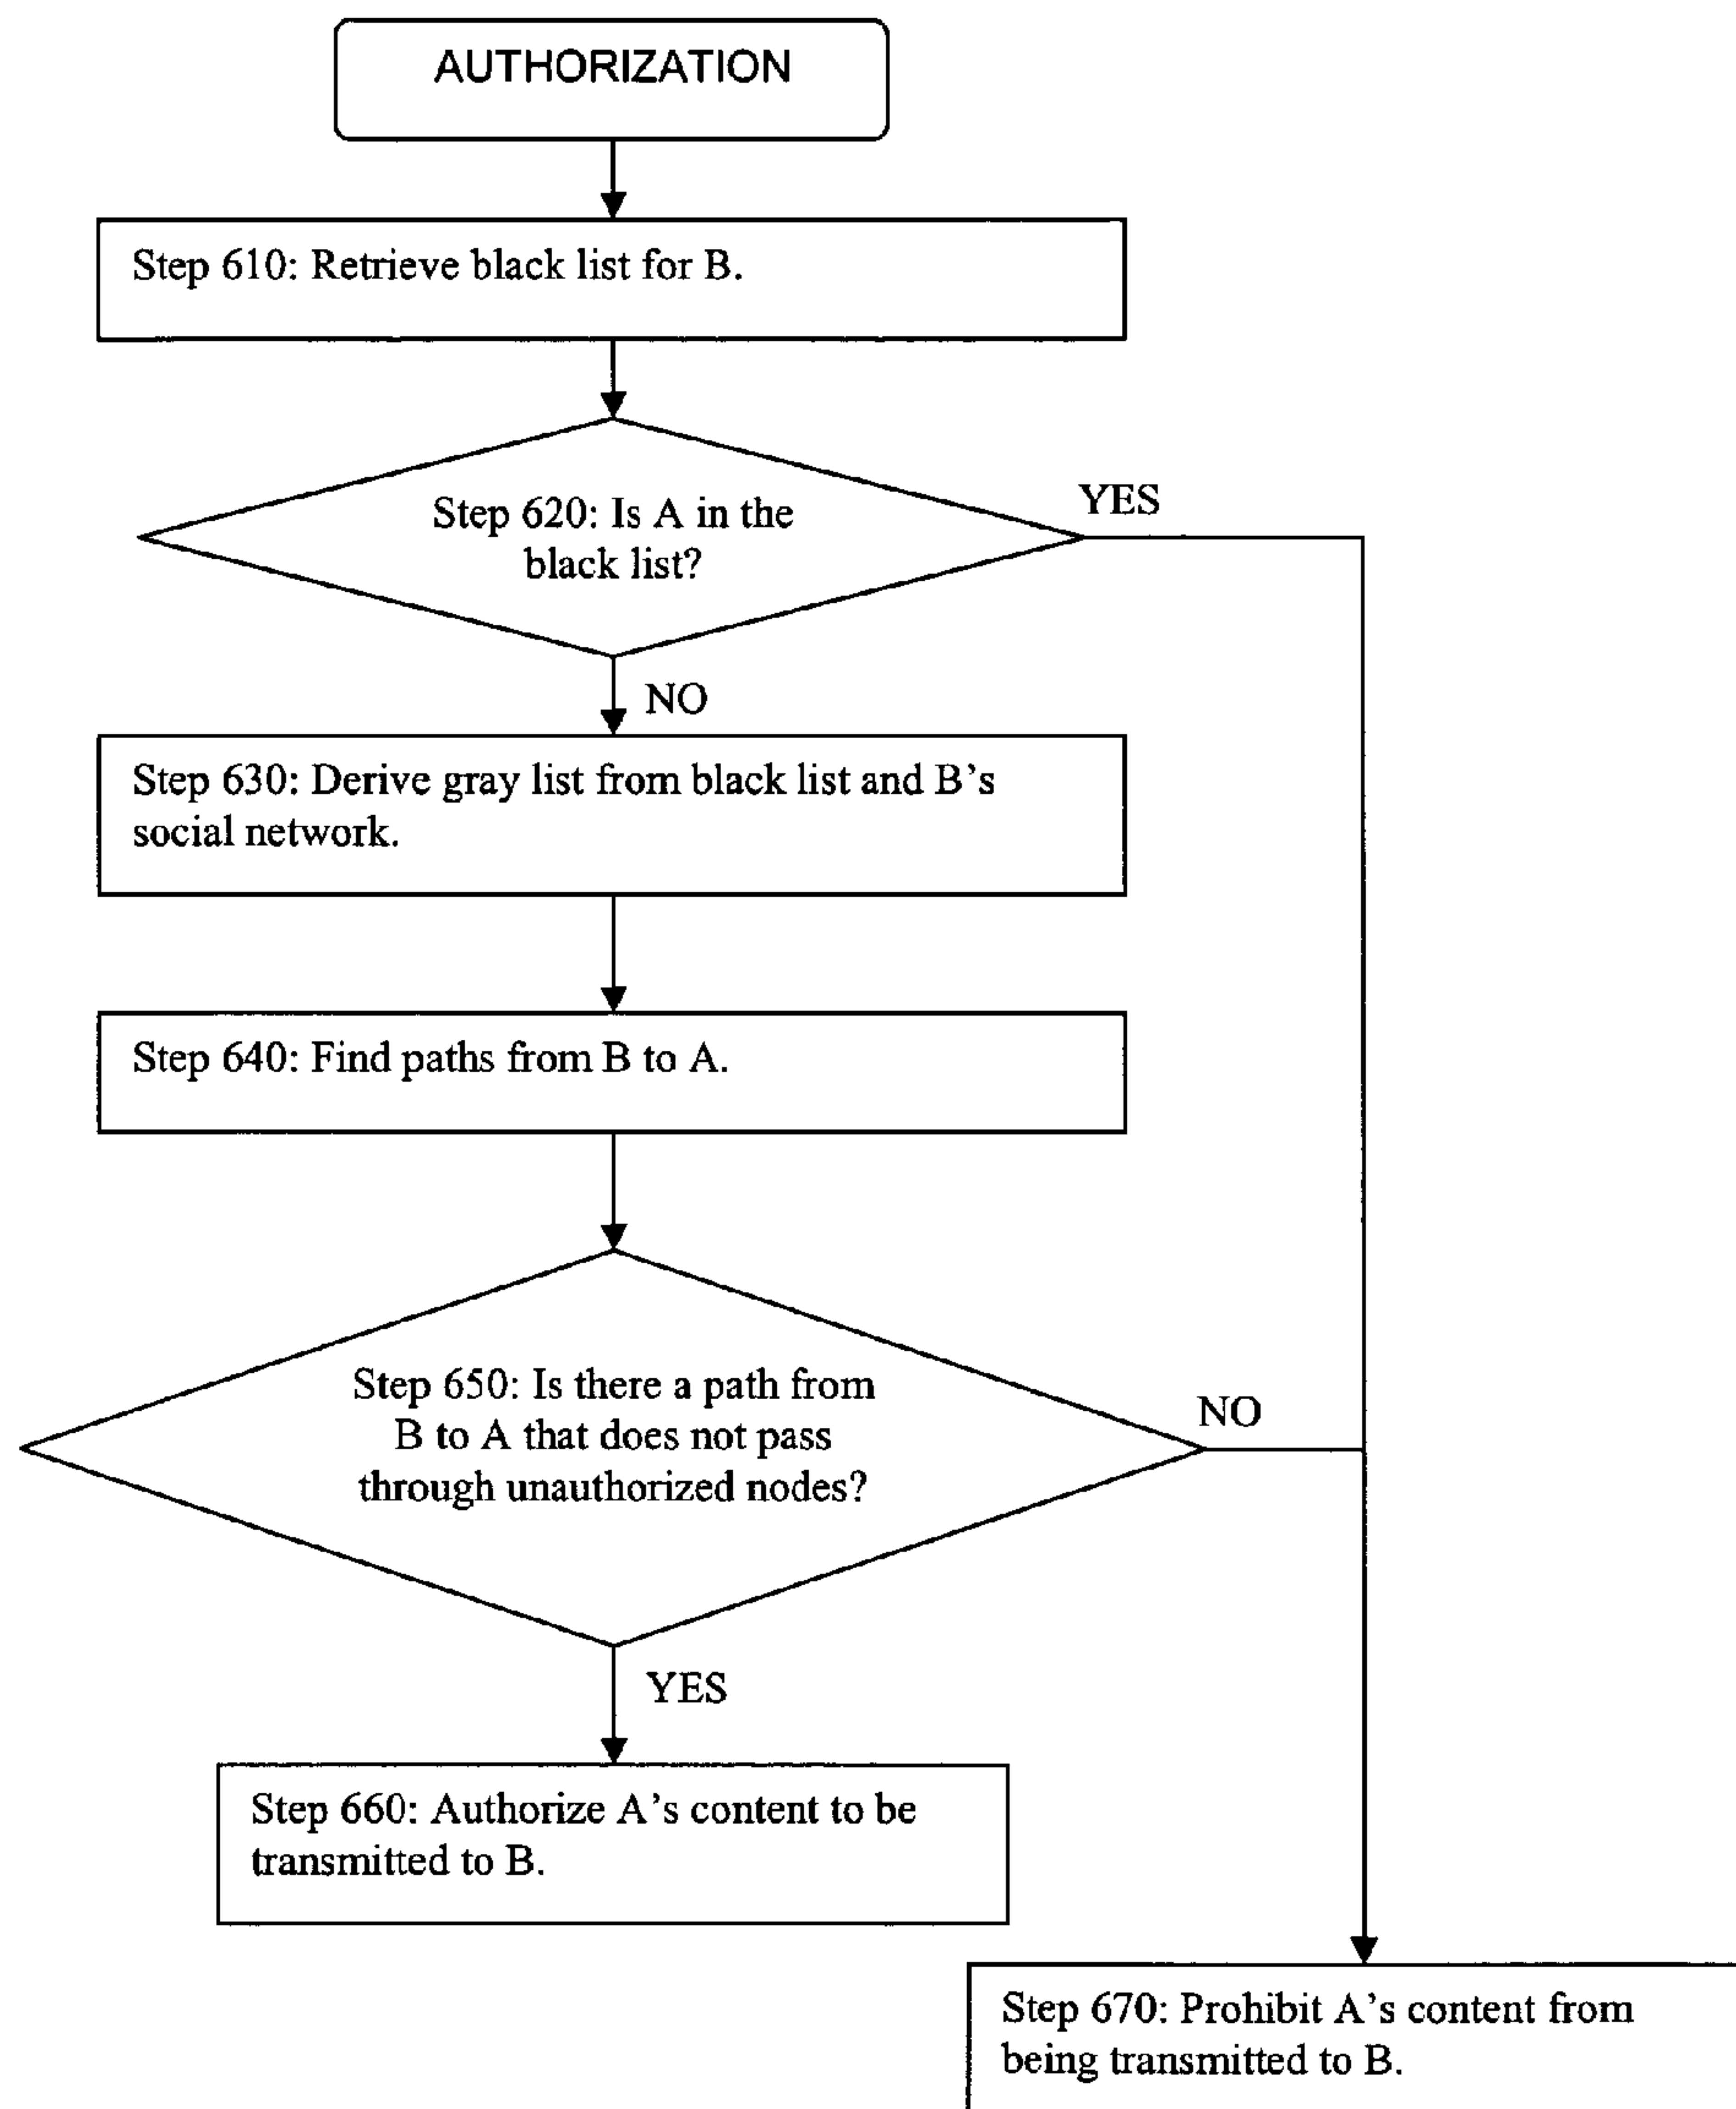 AUTHORIZATION
Step 610: Retrieve black list for B.
Step 620: Is A in the
black list?
YES
NO
Step 630: Derive gray list from black list and B's
social network.
Step 640: Find paths from B to A.
Step 650: Is there a path from
B to A that does not pass
through unauthorized nodes?
NO
YES
Step 660: Authorize A's content to be
transmitted to B.
Step 670: Prohibit A's content from
being transmitted to B.